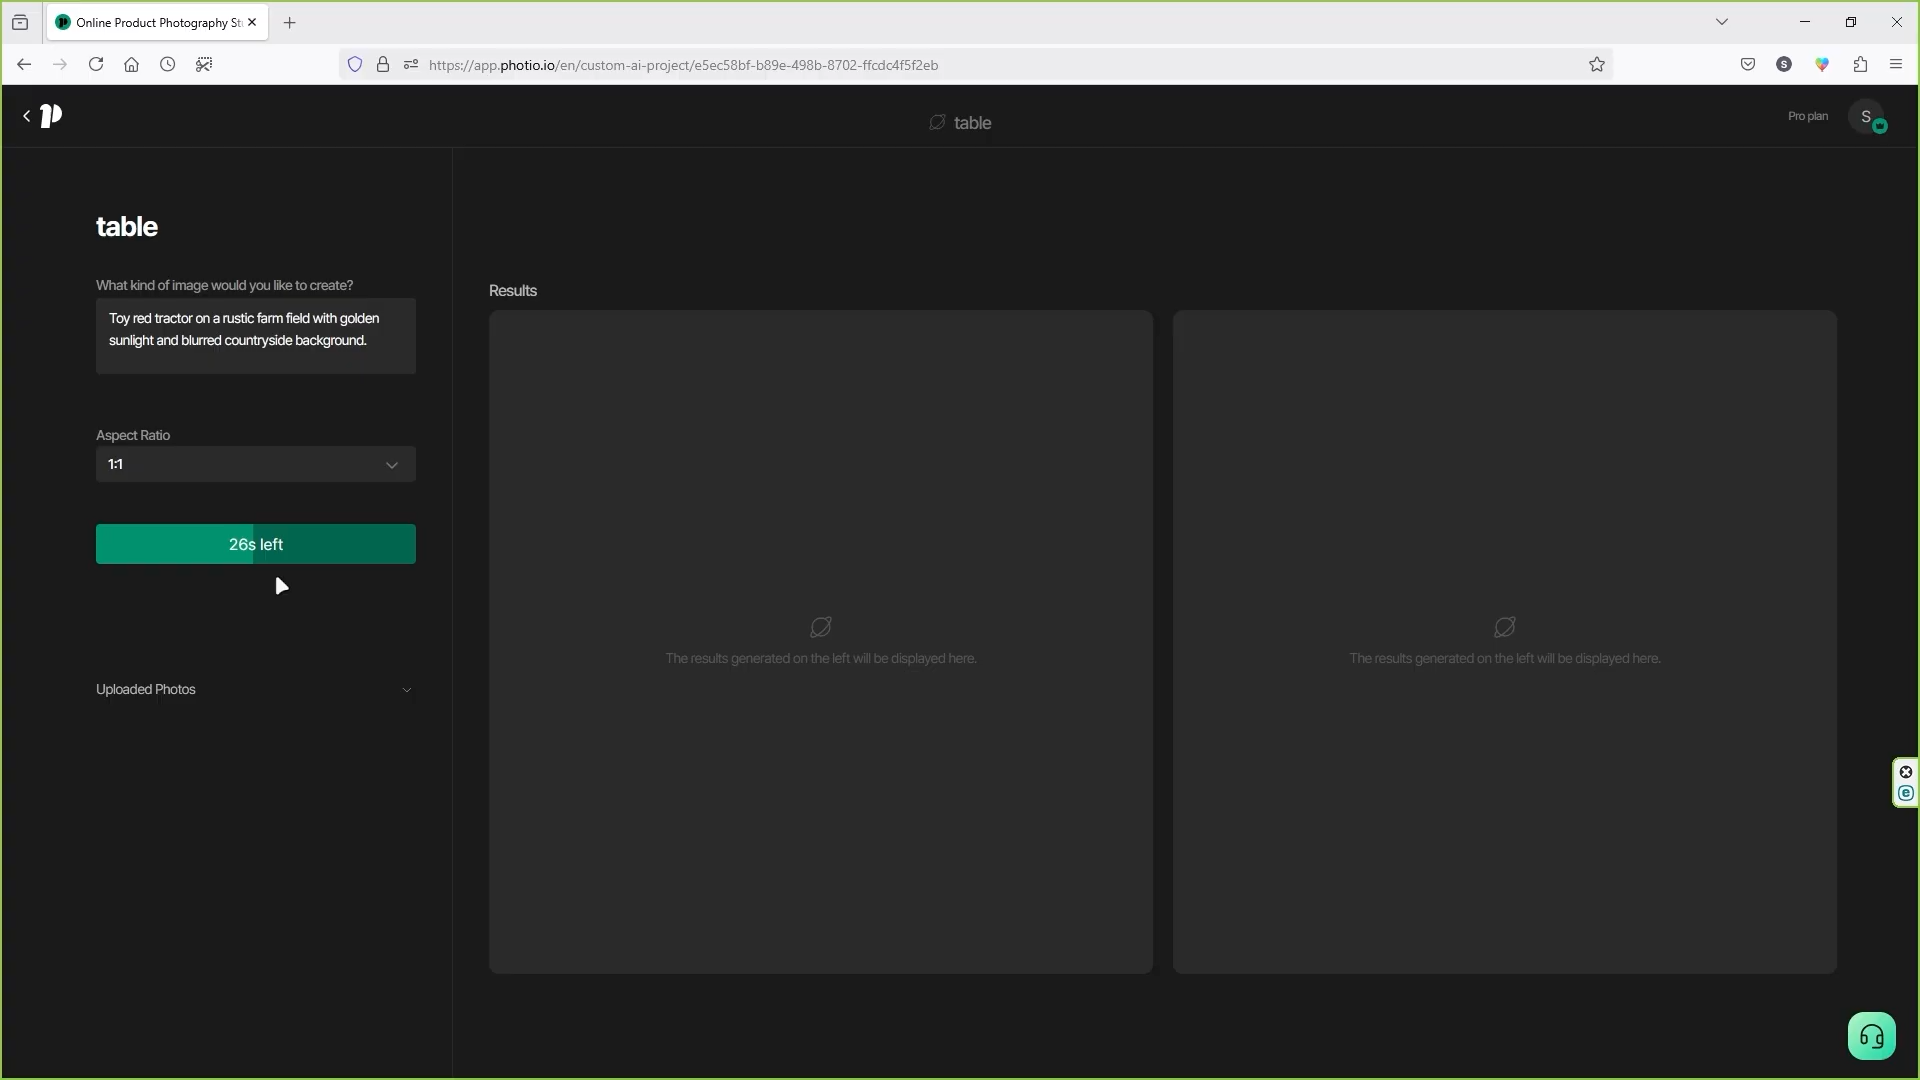 Online Product Photography St
https://app.photio.io/en/custom-ai-project/e5ec58bf-b89e-498b-8702-ffcdc4f5f2eb
S
table
Pro plan
S
table
What kind of image would you like to create?
Toy red tractor on a rustic farm field with golden
sunlight and blurred countryside background.
Aspect Ratio
1:1
26s left
Uploaded Photos
Results
The results generated on the left will be displayed here.
The results generated on the left will be displayed here.